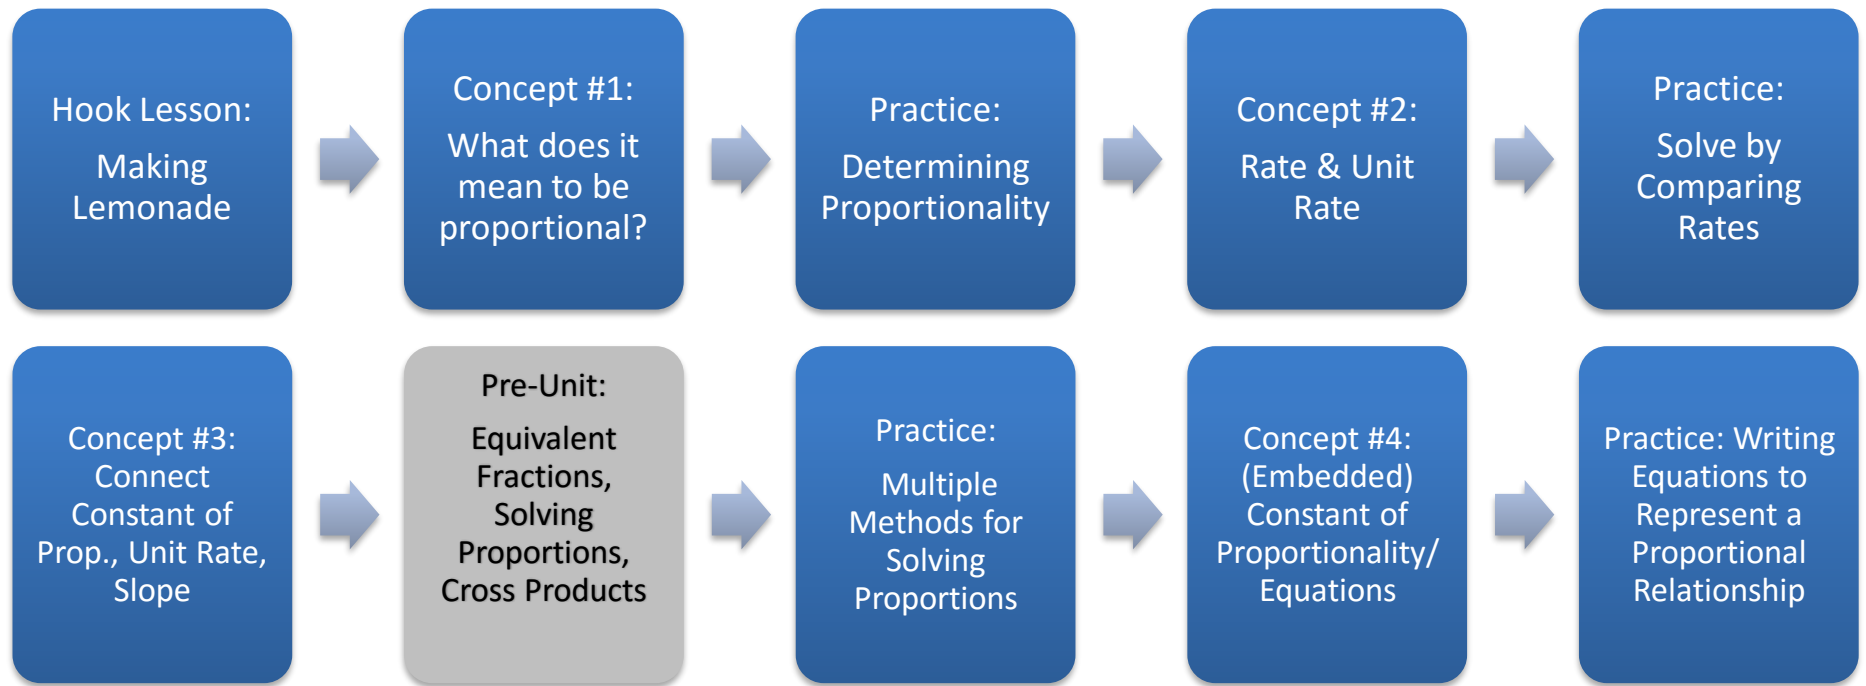 Hook Lesson:
Making
Lemonade
Concept #1:
What does it
mean to be
proportional?
Practice:
Determining
Proportionality
Concept #2:
Rate & Unit
Rate
Practice:
Solve by
Comparing
Rates
Concept #3:
Connect
Constant of
Prop., Unit Rate,
Slope
Pre-Unit:
Equivalent
Fractions,
Solving
Proportions,
Cross Products
Practice:
Multiple
Methods for
Solving
Proportions
Concept #4:
(Embedded)
Constant of
Proportionality/
Equations
Practice: Writing
Equations to
Represent a
Proportional
Relationship